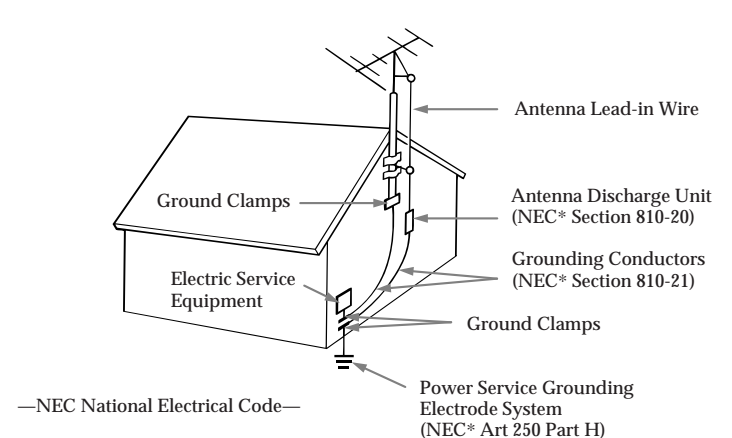 Antenna Lead-in Wire
Ground Clamps
Antenna Discharge Unit
(NEC* Section 810-20)
Grounding Conductors
(NEC* Section 810-21)
Electric Service
Equipment
Ground Clamps
Power Service Grounding
Electrode System
(NEC* Art 250 Part H)
—NEC National Electrical Code—